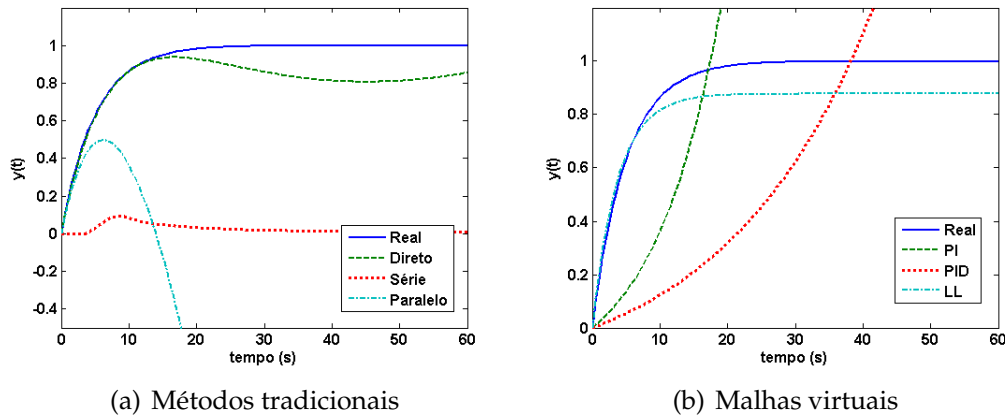 1
0.8
0.6
0.4
0.2
0
-0.2
-0.4
y(t)
0 10 20 30 40 50 60
tempo (s)
Real
Direto
Série
Paralelo
(a) Métodos tradicionais
1
0.8
0.6
0.4
0.2
0
y(t)
0 10 20 30 40 50 60
tempo (s)
Real
PI
PID
LL
(b) Malhas virtuais